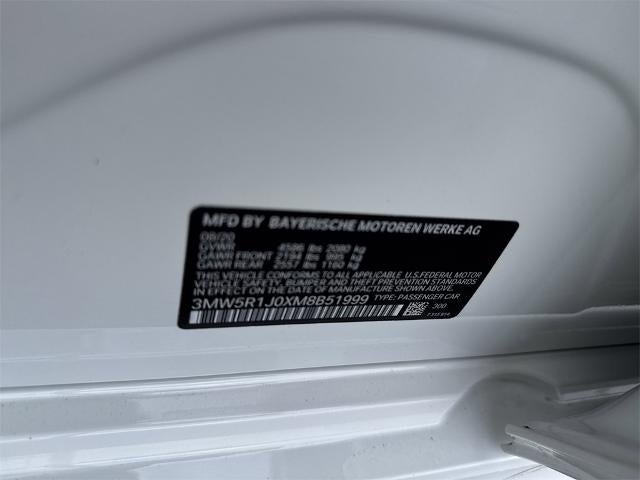 MFD BY BAYERISCHE MOTOREN WERKE AG
08/20
GVWR 4586 lbs 2080 kg
GAWR FRONT 2194 lbs 995 kg
GAWR REAR 2557 lbs 1160 kg
THIS VEHICLE CONFORMS TO ALL APPLICABLE U.S. FEDERAL MOTOR
VEHICLE SAFETY, BUMPER, AND THEFT PREVENTION STANDARDS
IN EFFECT ON THE DATE OF MANUFACTURE SHOWN ABOVE.
3MW5R1J0XM8B51999 TYPE: PASSENGER CAR
300